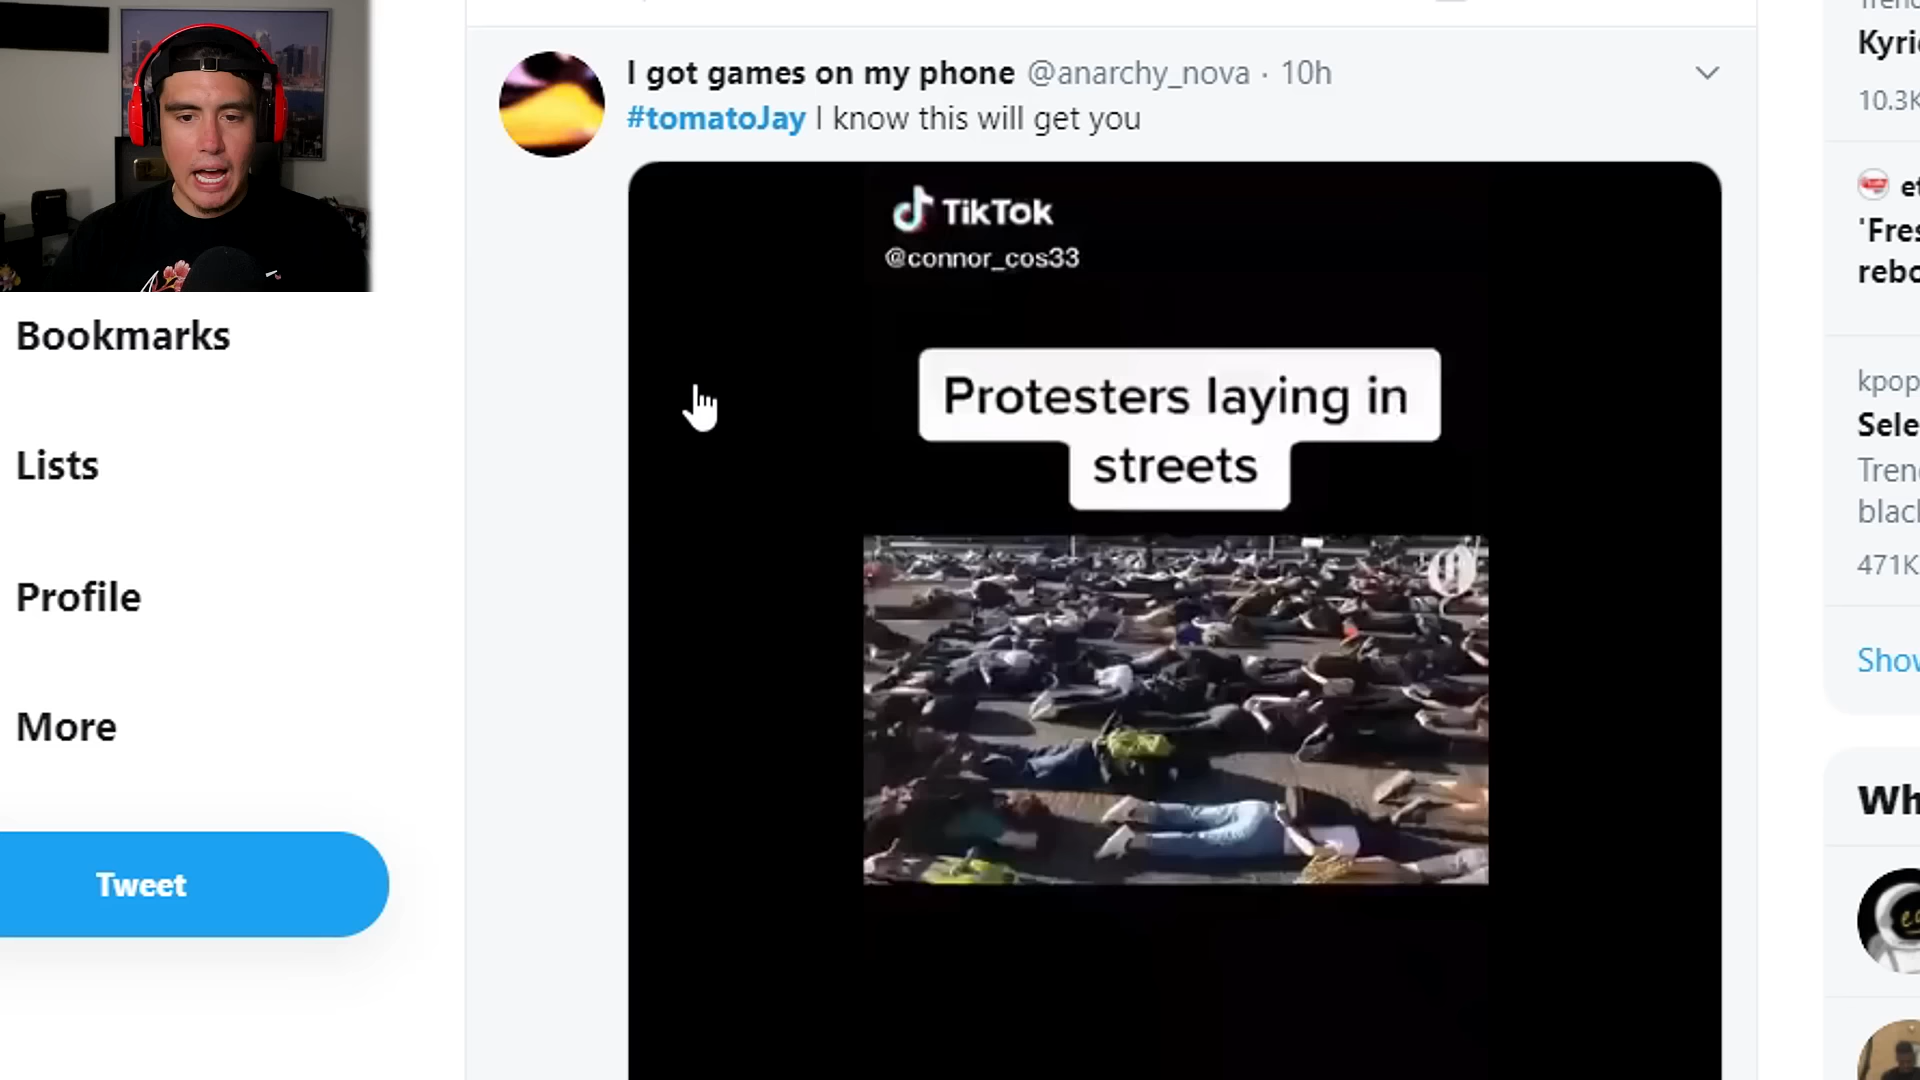 I got games on my phone @anarchy_nova · 10h
#tomatoJay I know this will get you
TikTok
@connor_cos33
Protesters laying in
streets
Bookmarks
Lists
Profile
More
Tweet
Kyri
10.3K
'Fres
rebo
kpop
Sele
Tren
blac
471K
Show
Wh